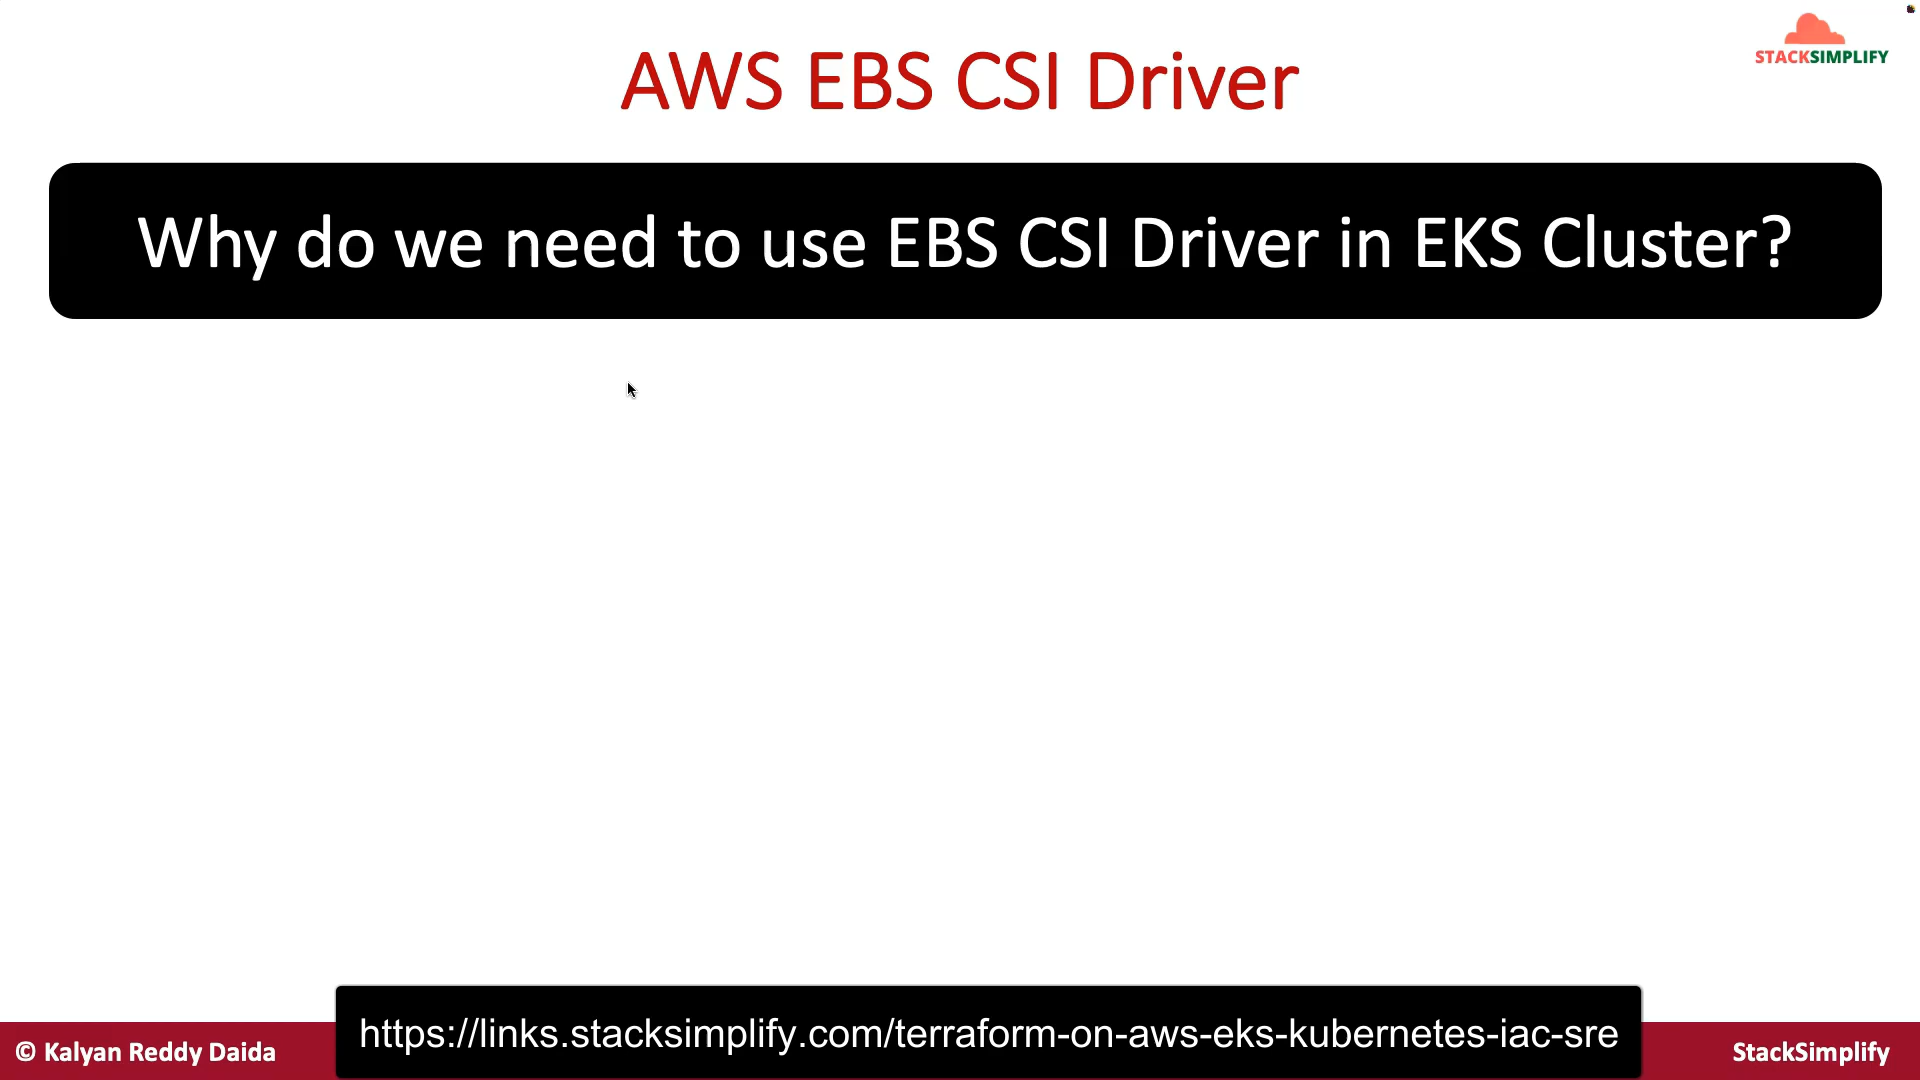 AWS EBS CSI Driver
STACKSIMPLIFY
Why do we need to use EBS CSI Driver in EKS Cluster?
https://links.stacksimplify.com/terraform-on-aws-eks-kubernetes-iac-sre
© Kalyan Reddy Daida
StackSimplify